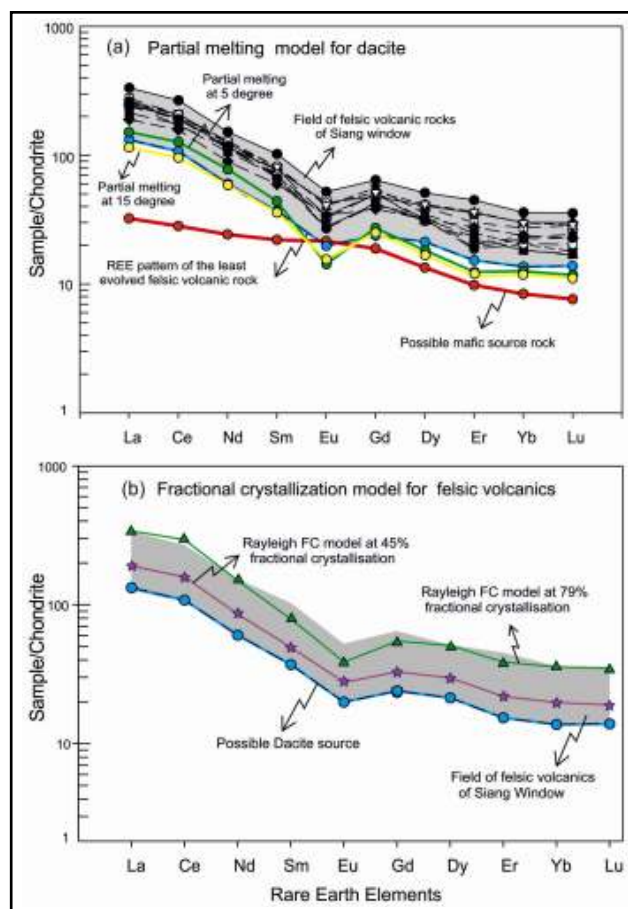 1000
(a) Partial melting model for dacite
Partial melting
at 5 degree
Field of felsic volcanic rocks
of Siang window
100
Partial melting
at 15 degree
Sample/Chondrite
REE pattern of the least
evolved felsic volcanic rock
10
Possible mafic source rock
1
La Ce Nd Sm Eu Gd Dy Er Yb Lu
1000
(b) Fractional crystallization model for felsic volcanics
Rayleigh FC model at 45%
fractional crystallisation
Rayleigh FC model at 79%
fractional crystallisation
100
Sample/Chondrite
Possible Dacite source
10
Field of felsic volcanics
of Siang Window
1
La Ce Nd Sm Eu Gd Dy Er Yb Lu
Rare Earth Elements